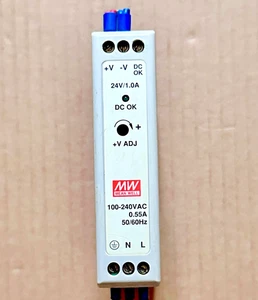 +V -V DC
OK
24V/1.0A
DC OK
+
+V ADJ
MW
MEAN WELL
100-240VAC
0.55A
50/60Hz
N L